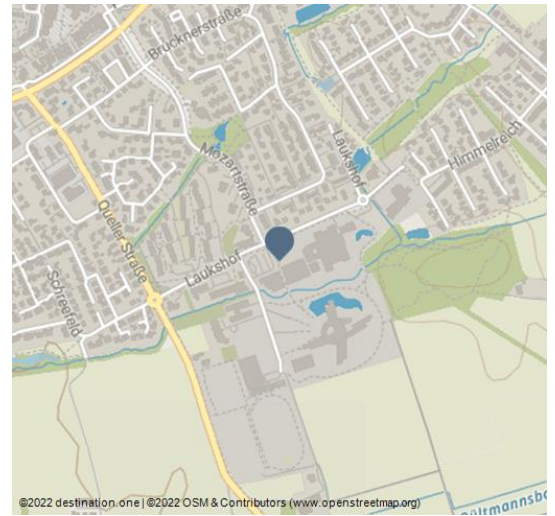 Brucknerstraße
Mozartstraße
Laukshof
Himmelreich
Queller Straße
Laukshof
Schreefeld
©2022 destination.one | ©2022 OSM & Contributors (www.openstreetmap.org)